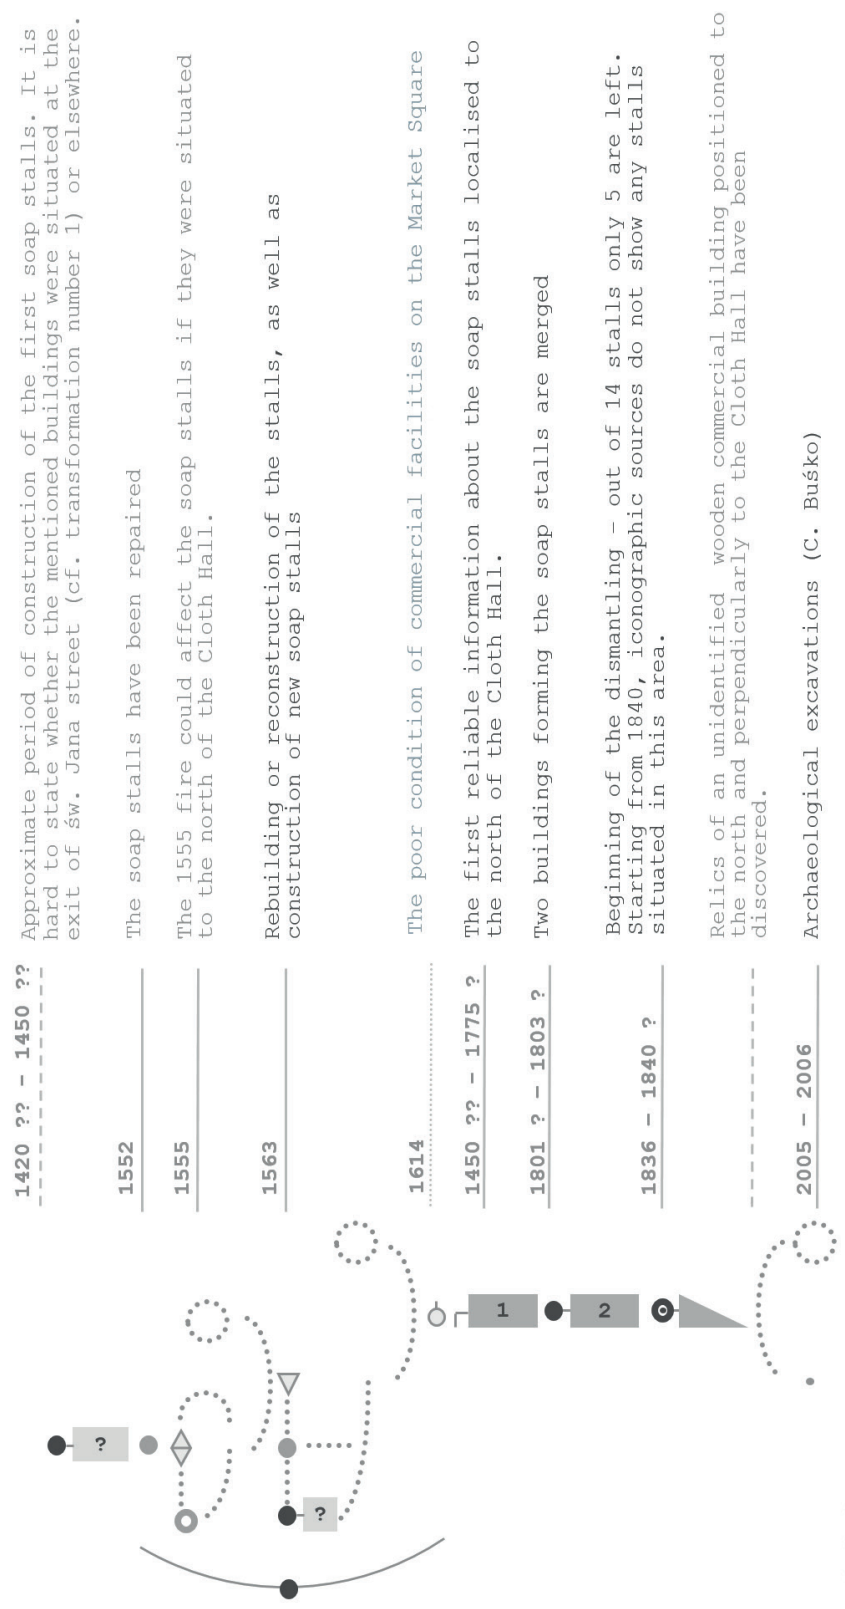 1420 ?? – 1450 ??
Approximate period of construction of the first soap stalls. It is
hard to state whether the mentioned buildings were situated at the
exit of św. Jana street (cf. transformation number 1) or elsewhere.
?
1552
The soap stalls have been repaired
1555
The 1555 fire could affect the soap stalls if they were situated
to the north of the Cloth Hall.
1563
Rebuilding or reconstruction of the stalls, as well as
construction of new soap stalls
?
1614
The poor condition of commercial facilities on the Market Square
1450 ?? – 1775 ?
The first reliable information about the soap stalls localised to
the north of the Cloth Hall.
1
1801 ? – 1803 ?
Two buildings forming the soap stalls are merged
2
1836 – 1840 ?
Beginning of the dismantling – out of 14 stalls only 5 are left.
Starting from 1840, iconographic sources do not show any stalls
situated in this area.
Relics of an unidentified wooden commercial building positioned to
the north and perpendicularly to the Cloth Hall have been
discovered.
2005 – 2006
Archaeological excavations (C. Buśko)